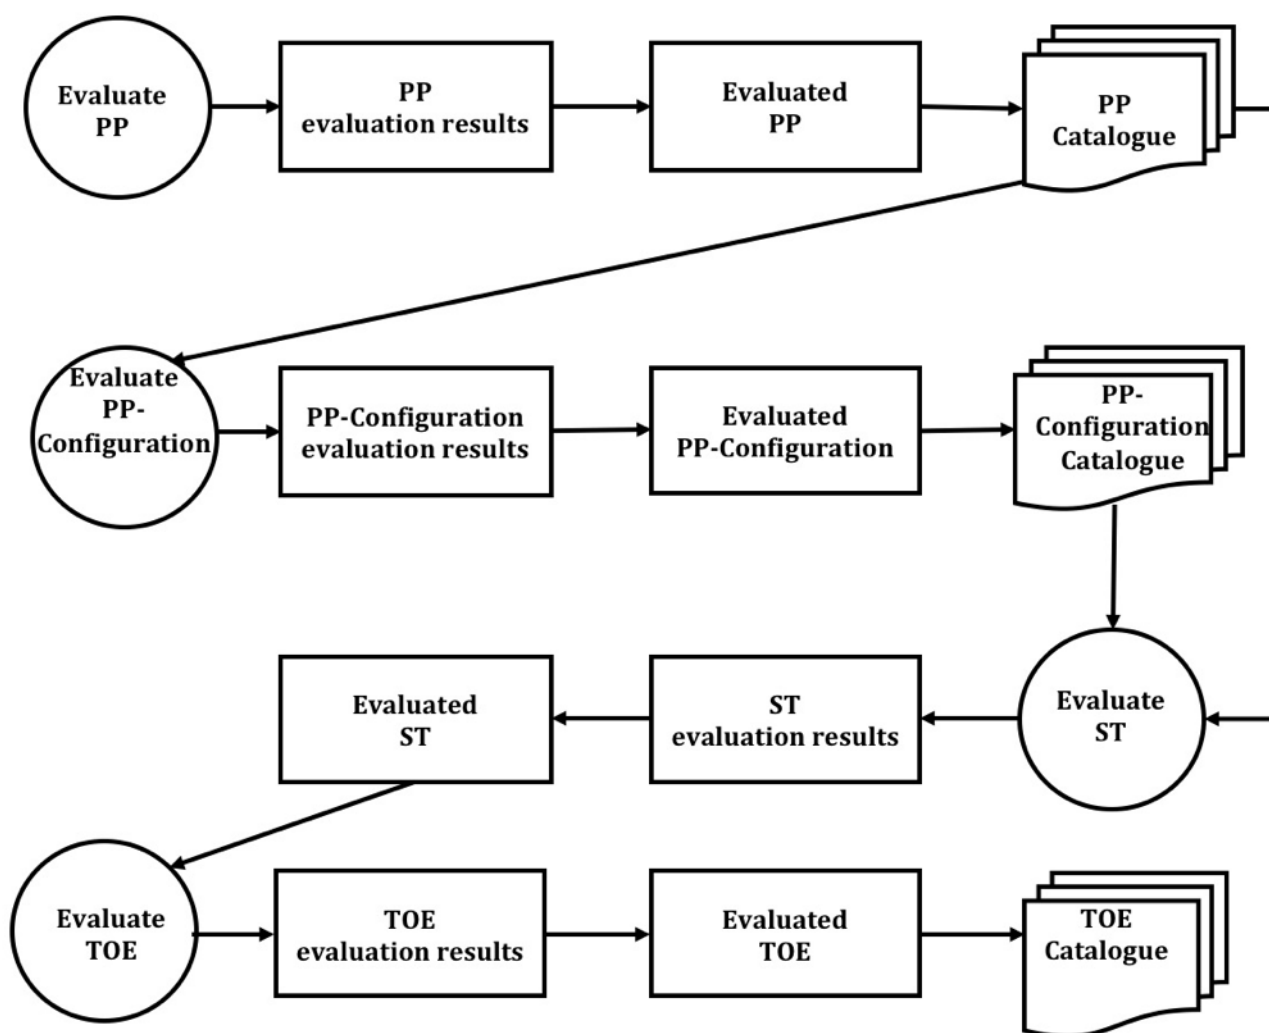 Evaluate
PP
PP
evaluation results
Evaluated
PP
PP
Catalogue
Evaluate
PP-
Configuration
PP-Configuration
evaluation results
Evaluated
PP-Configuration
PP-
Configuration
Catalogue
Evaluated
ST
ST
evaluation results
Evaluate
ST
Evaluate
TOE
TOE
evaluation results
Evaluated
TOE
TOE
Catalogue